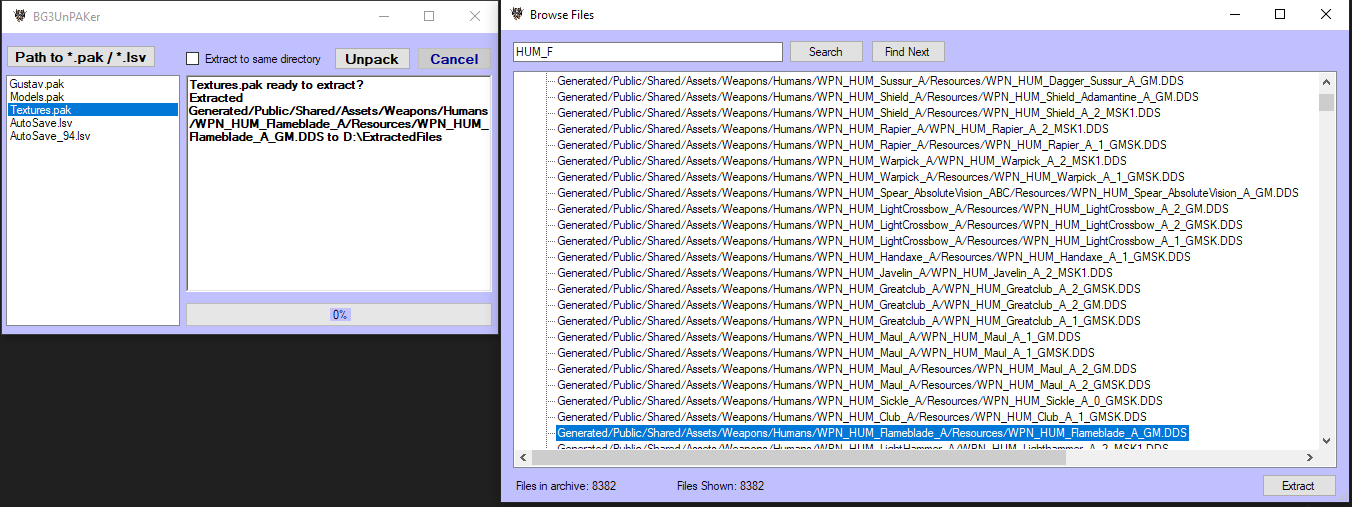 BG3UnPAKer
Path to *.pak / *.lsv
Extract to same directory
Unpack
Cancel
Gustav.pak
Models.pak
Textures.pak
AutoSave.lsv
AutoSave_94.lsv
Textures.pak ready to extract?
Extracted
Generated/Public/Shared/Assets/Weapons/Humans
/WPN_HUM_Flameblade_A/Resources/WPN_HUM_
Flameblade_A_GM.DDS to D:\ExtractedFiles
0%
Browse Files
HUM_F
Search
Find Next
Generated/Public/Shared/Assets/Weapons/Humans/WPN_HUM_Sussur_A/Resources/WPN_HUM_Dagger_Sussur_A_GM.DDS
Generated/Public/Shared/Assets/Weapons/Humans/WPN_HUM_Shield_A/Resources/WPN_HUM_Shield_Adamantine_A_GM.DDS
Generated/Public/Shared/Assets/Weapons/Humans/WPN_HUM_Shield_A/Resources/WPN_HUM_Shield_A_2_MSK1.DDS
Generated/Public/Shared/Assets/Weapons/Humans/WPN_HUM_Rapier_A/WPN_HUM_Rapier_A_2_MSK1.DDS
Generated/Public/Shared/Assets/Weapons/Humans/WPN_HUM_Rapier_A/Resources/WPN_HUM_Rapier_A_1_GMSK.DDS
Generated/Public/Shared/Assets/Weapons/Humans/WPN_HUM_Warpick_A/WPN_HUM_Warpick_A_2_MSK1.DDS
Generated/Public/Shared/Assets/Weapons/Humans/WPN_HUM_Warpick_A/Resources/WPN_HUM_Warpick_A_1_GMSK.DDS
Generated/Public/Shared/Assets/Weapons/Humans/WPN_HUM_Spear_AbsoluteVision_ABC/Resources/WPN_HUM_Spear_AbsoluteVision_A_GM.DDS
Generated/Public/Shared/Assets/Weapons/Humans/WPN_HUM_LightCrossbow_A/Resources/WPN_HUM_LightCrossbow_A_2_GM.DDS
Generated/Public/Shared/Assets/Weapons/Humans/WPN_HUM_LightCrossbow_A/Resources/WPN_HUM_LightCrossbow_A_2_GMSK.DDS
Generated/Public/Shared/Assets/Weapons/Humans/WPN_HUM_LightCrossbow_A/Resources/WPN_HUM_LightCrossbow_A_1_GMSK.DDS
Generated/Public/Shared/Assets/Weapons/Humans/WPN_HUM_Handaxe_A/Resources/WPN_HUM_Handaxe_A_1_GMSK.DDS
Generated/Public/Shared/Assets/Weapons/Humans/WPN_HUM_Javelin_A/WPN_HUM_Javelin_A_2_MSK1.DDS
Generated/Public/Shared/Assets/Weapons/Humans/WPN_HUM_Greatclub_A/WPN_HUM_Greatclub_A_2_GMSK.DDS
Generated/Public/Shared/Assets/Weapons/Humans/WPN_HUM_Greatclub_A/WPN_HUM_Greatclub_A_2_GM.DDS
Generated/Public/Shared/Assets/Weapons/Humans/WPN_HUM_Greatclub_A/WPN_HUM_Greatclub_A_1_GMSK.DDS
Generated/Public/Shared/Assets/Weapons/Humans/WPN_HUM_Maul_A/WPN_HUM_Maul_A_1_GM.DDS
Generated/Public/Shared/Assets/Weapons/Humans/WPN_HUM_Maul_A/WPN_HUM_Maul_A_1_GMSK.DDS
Generated/Public/Shared/Assets/Weapons/Humans/WPN_HUM_Maul_A/Resources/WPN_HUM_Maul_A_2_GM.DDS
Generated/Public/Shared/Assets/Weapons/Humans/WPN_HUM_Maul_A/Resources/WPN_HUM_Maul_A_2_GMSK.DDS
Generated/Public/Shared/Assets/Weapons/Humans/WPN_HUM_Sickle_A/Resources/WPN_HUM_Sickle_A_0_GMSK.DDS
Generated/Public/Shared/Assets/Weapons/Humans/WPN_HUM_Club_A/Resources/WPN_HUM_Club_A_1_GMSK.DDS
Generated/Public/Shared/Assets/Weapons/Humans/WPN_HUM_Flameblade_A/Resources/WPN_HUM_Flameblade_A_GM.DDS
Generated/Public/Shared/Assets/Weapons/Humans/WPN_HUM_LightHammer_A/WPN_HUM_Lighthammer_A_2_MSK1.DDS
Files in archive: 8382
Files Shown: 8382
Extract